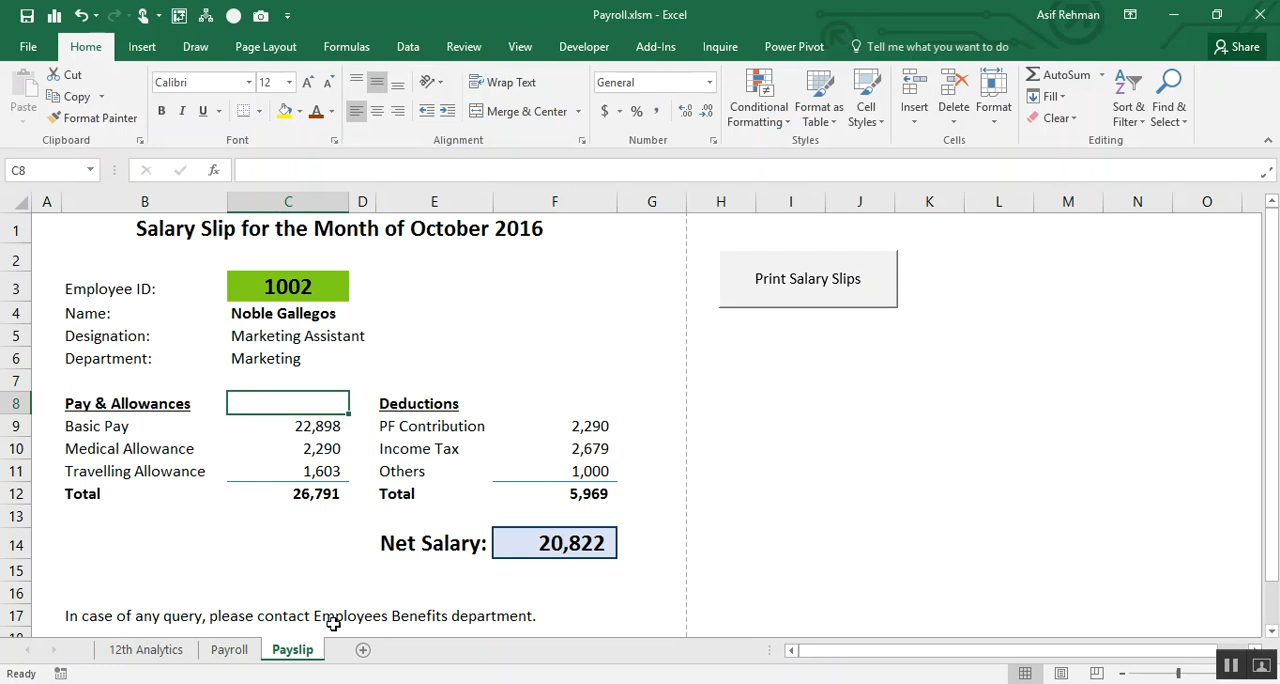 Payroll.xlsm - Excel
Asif Rehman
File Home Insert Draw Page Layout Formulas Data Review View Developer Add-Ins Inquire Power Pivot Tell me what you want to do Share
Paste
Cut
Copy
Format Painter
Clipboard
Calibri 12
B I U
Font
Wrap Text
Merge & Center
Alignment
General
$ % ,
Number
Conditional Formatting
Format as Table
Cell Styles
Styles
Insert Delete Format
Cells
AutoSum
Fill
Clear
Sort & Filter
Find & Select
Editing
C8
fx
A B C D E F G H I J K L M N O
1 Salary Slip for the Month of October 2016
2
3 Employee ID: 1002
4 Name: Noble Gallegos
5 Designation: Marketing Assistant
6 Department: Marketing
7
8 Pay & Allowances Deductions
9 Basic Pay 22,898 PF Contribution 2,290
10 Medical Allowance 2,290 Income Tax 2,679
11 Travelling Allowance 1,603 Others 1,000
12 Total 26,791 Total 5,969
13
14 Net Salary: 20,822
15
16
17 In case of any query, please contact Employees Benefits department.
18
Print Salary Slips
12th Analytics Payroll Payslip
Ready